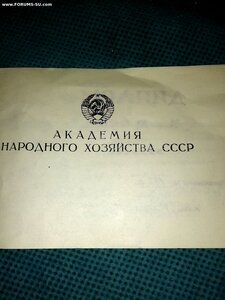 www.FORUMS-SU.com
АКАДЕМИЯ
НАРОДНОГО ХОЗЯЙСТВА СССР